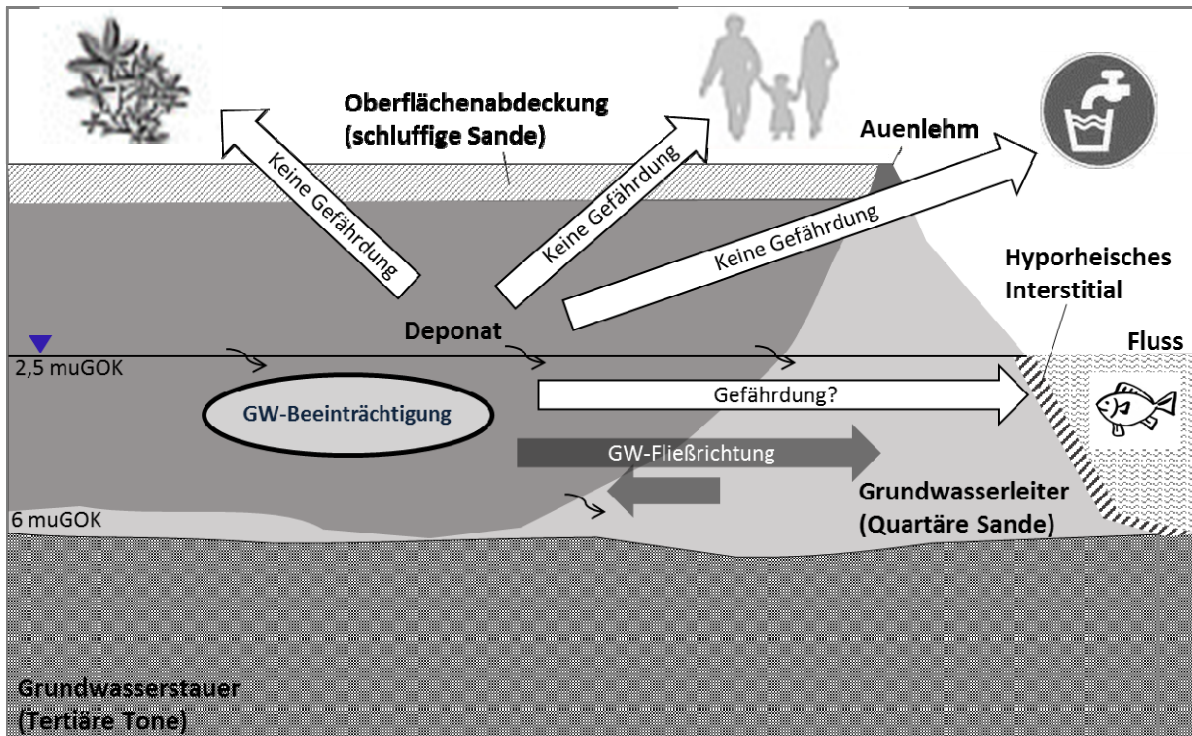 Oberflächenabdeckung
(schluffige Sande)
Auenlehm
Keine Gefährdung
Keine Gefährdung
Keine Gefährdung
Hyporheisches
Interstitial
Deponat
Fluss
2,5 muGOK
GW-Beeinträchtigung
Gefährdung?
GW-Fließrichtung
Grundwasserleiter
(Quartäre Sande)
6 muGOK
Grundwasserstauer
(Tertiäre Tone)